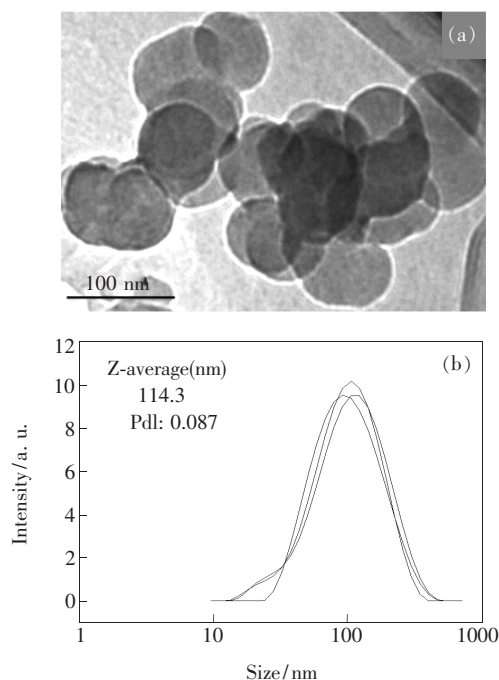 (a)
100 nm
(b)
Z-average(nm)
114.3
Pdl: 0.087
12
10
8
6
4
2
0
Intensity/a. u.
1 10 100 1000
Size/nm